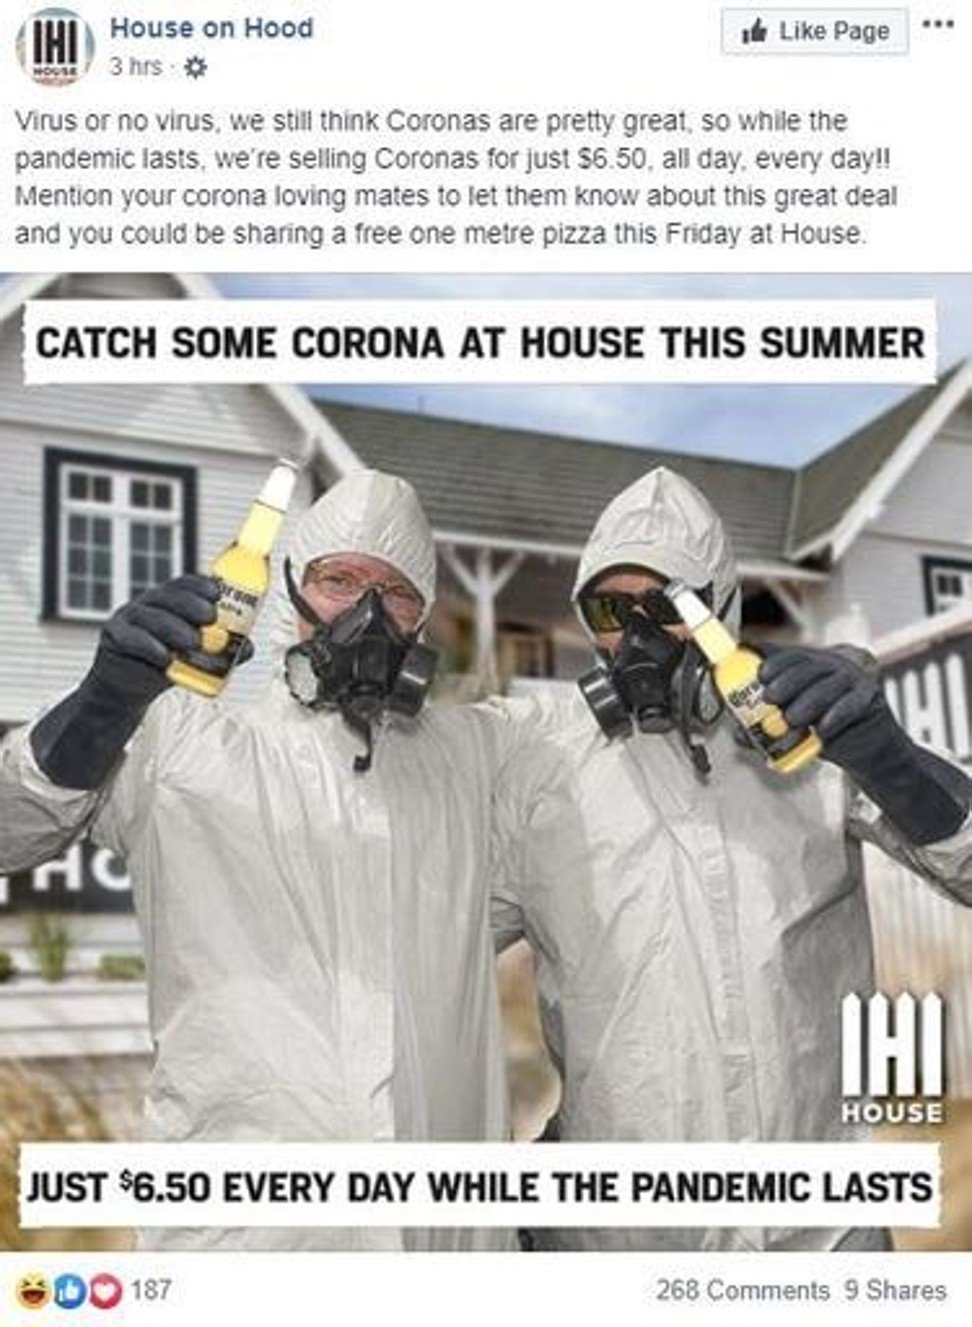 IHI
HOUSE
House on Hood
3 hrs ·
Like Page
Virus or no virus, we still think Coronas are pretty great, so while the
pandemic lasts, we're selling Coronas for just $6.50, all day, every day!!
Mention your corona loving mates to let them know about this great deal
and you could be sharing a free one metre pizza this Friday at House.
CATCH SOME CORONA AT HOUSE THIS SUMMER
HO
IHI
HOUSE
JUST $6.50 EVERY DAY WHILE THE PANDEMIC LASTS
187
268 Comments 9 Shares